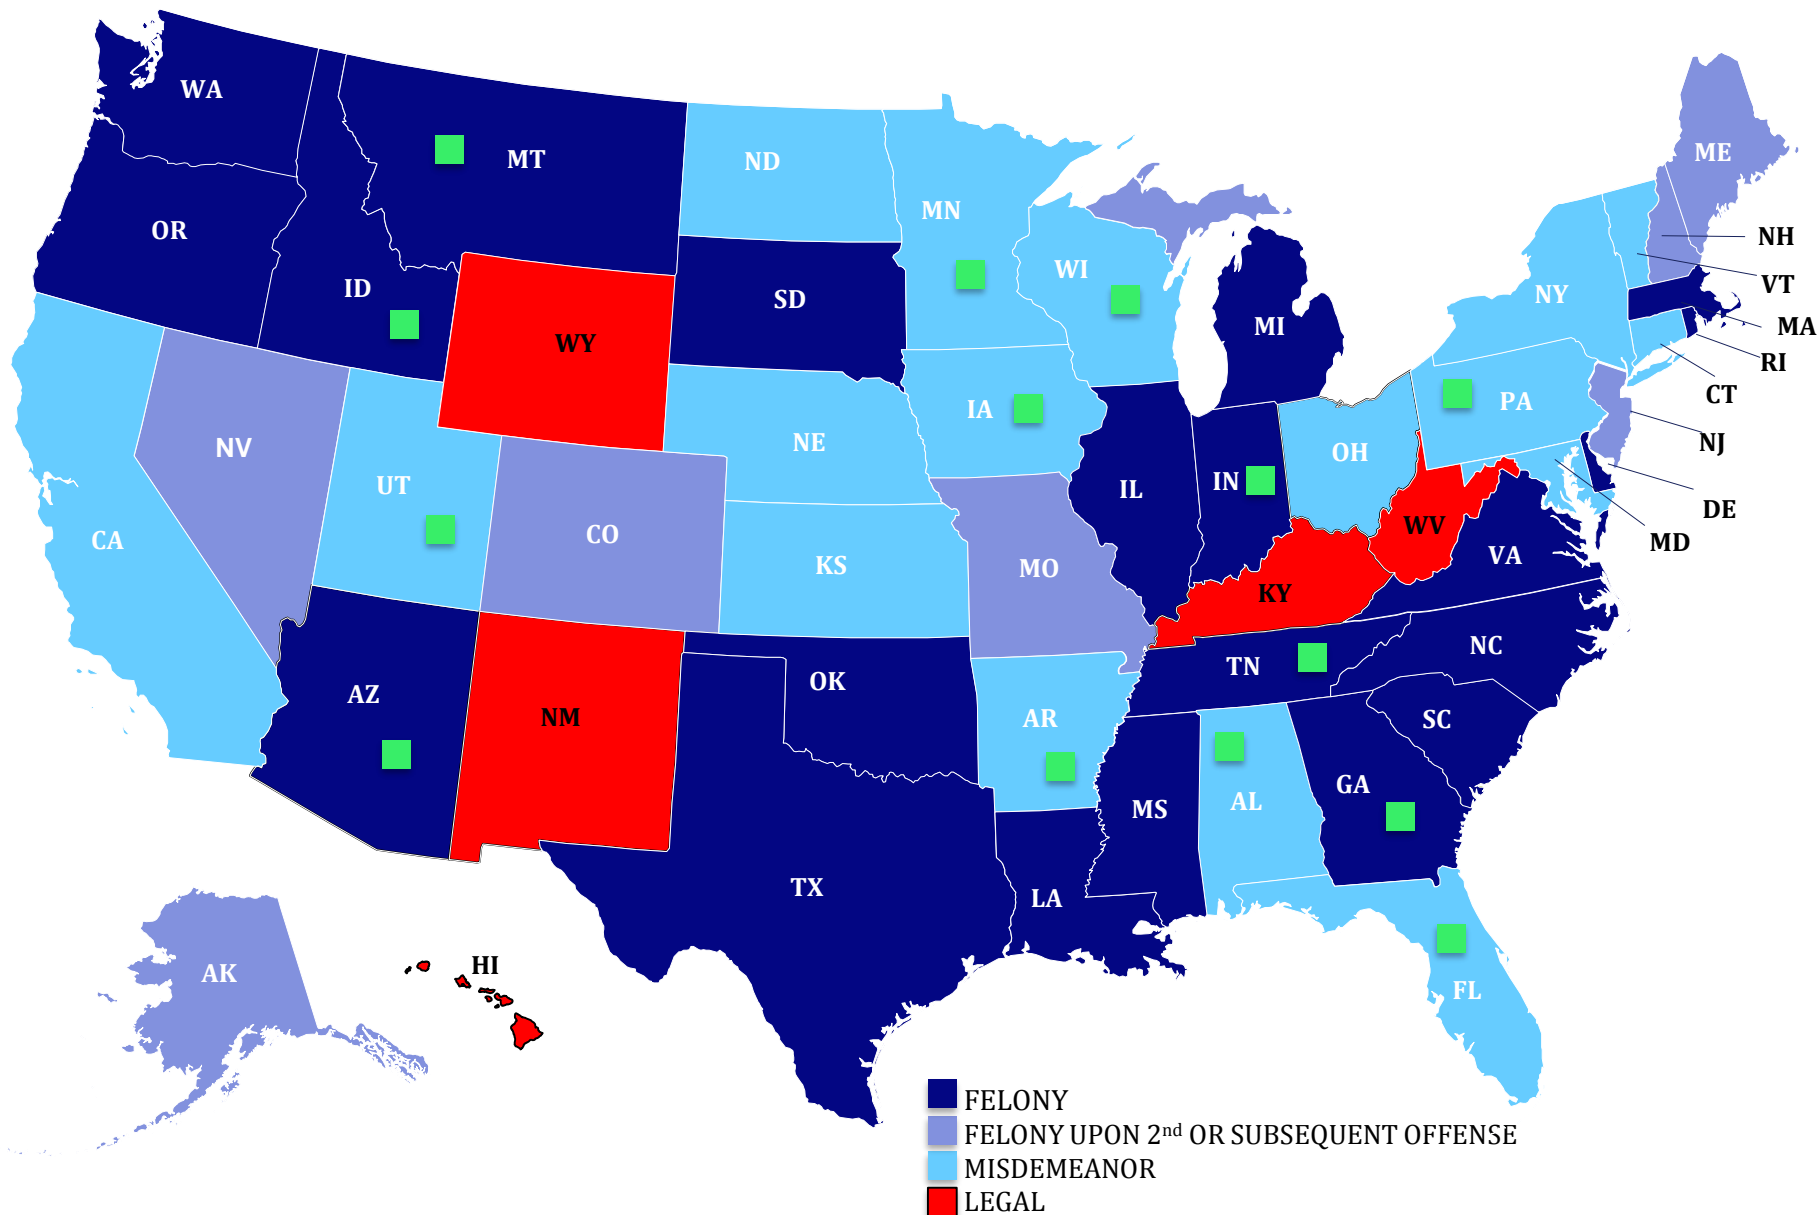 WA
MT
ND
MN
ME
OR
ID
SD
WI
MI
NY
NH
VT
MA
RI
CT
NJ
DE
MD
WY
IA
NE
PA
OH
NV
UT
CO
CA
KS
MO
IL
IN
WV
KY
VA
AZ
NM
OK
AR
TN
NC
SC
TX
LA
MS
AL
GA
FL
AK
HI
FELONY
FELONY UPON 2nd OR SUBSEQUENT OFFENSE
MISDEMEANOR
LEGAL